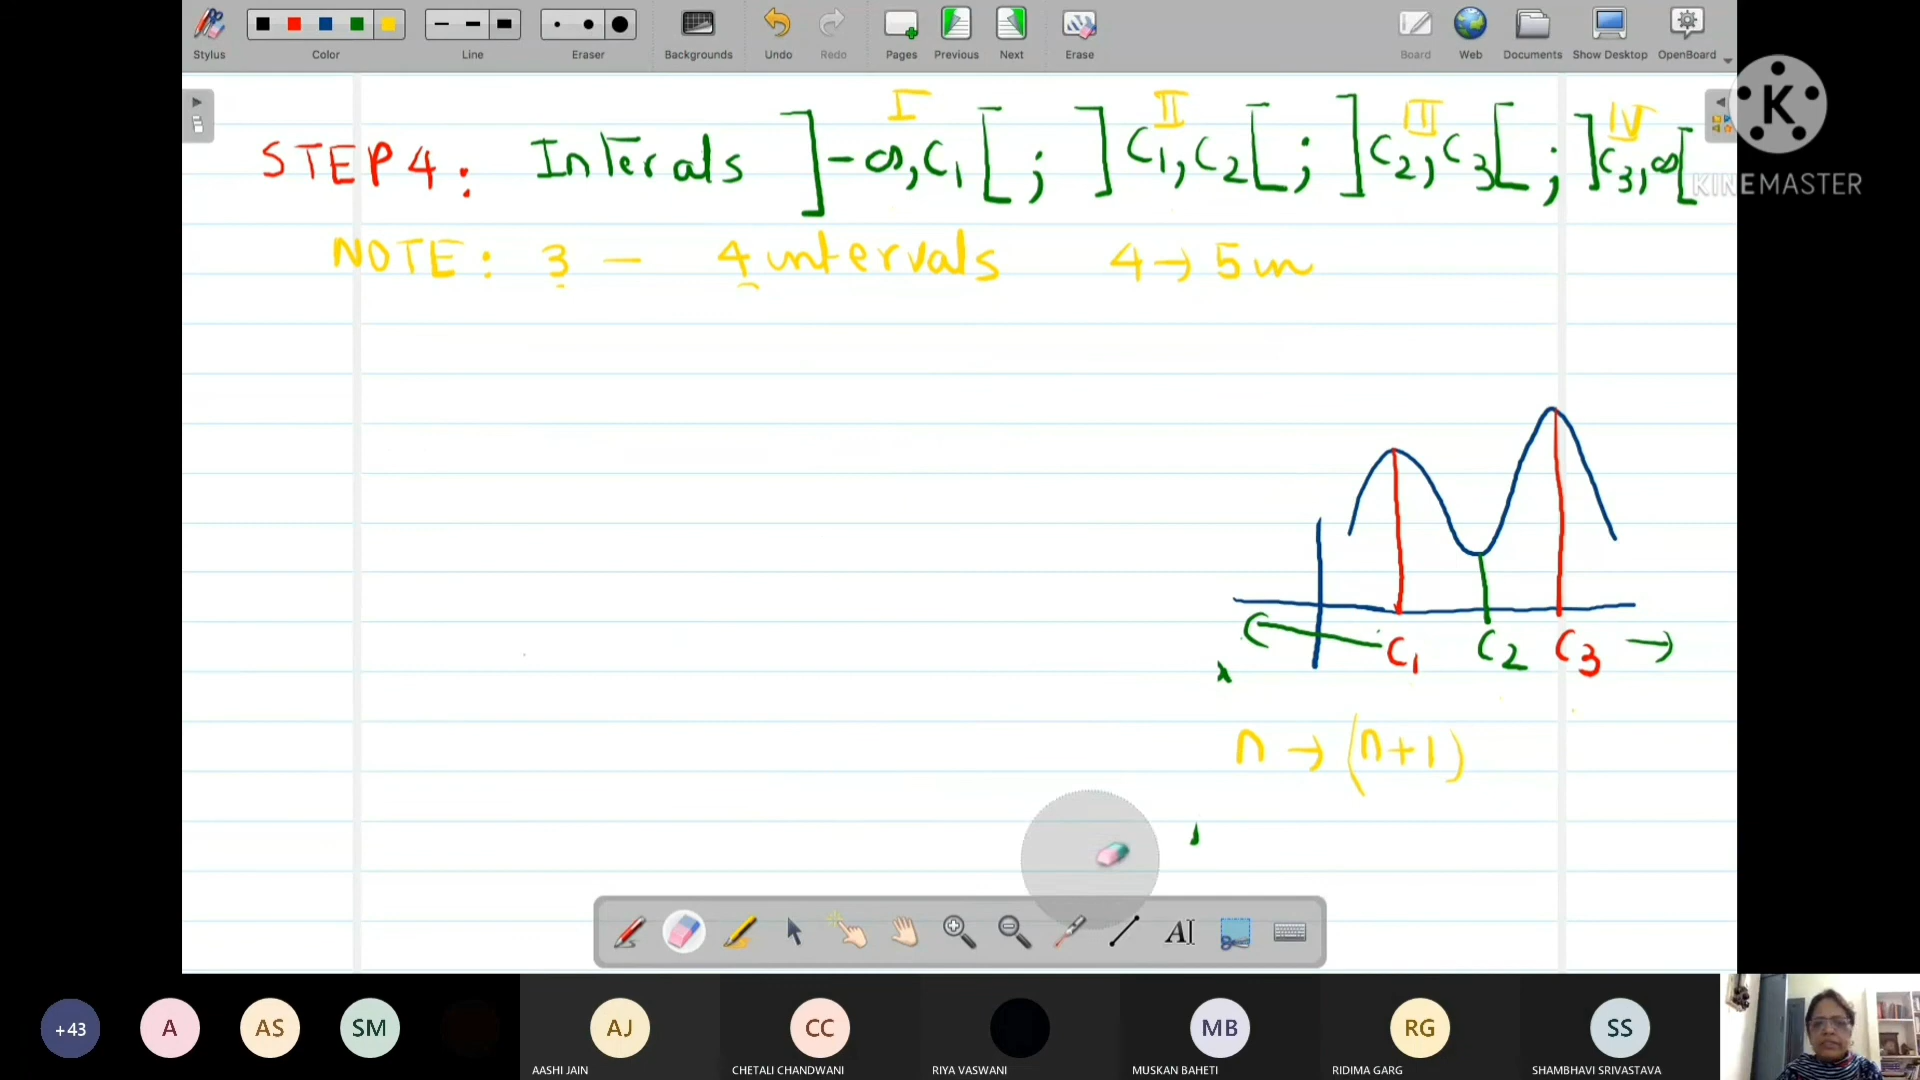 Stylus Color Line Eraser Backgrounds Undo Redo Pages Previous Next Erase Board Web Documents Show Desktop OpenBoard
K
KINEMASTER
I II III IV
STEP 4: Interals ]-∞, C1[ ; ]C1, C2[ ; ]C2, C3[ ; ]C3, ∞[
NOTE: 3 - 4 intervals 4 → 5 in
C1 C2 C3
n → (n+1)
AI
+43 A AS SM AJ CC MB RG SS
AASHI JAIN CHETALI CHANDWANI RIYA VASWANI MUSKAN BAHETI RIDIMA GARG SHAMBHAVI SRIVASTAVA